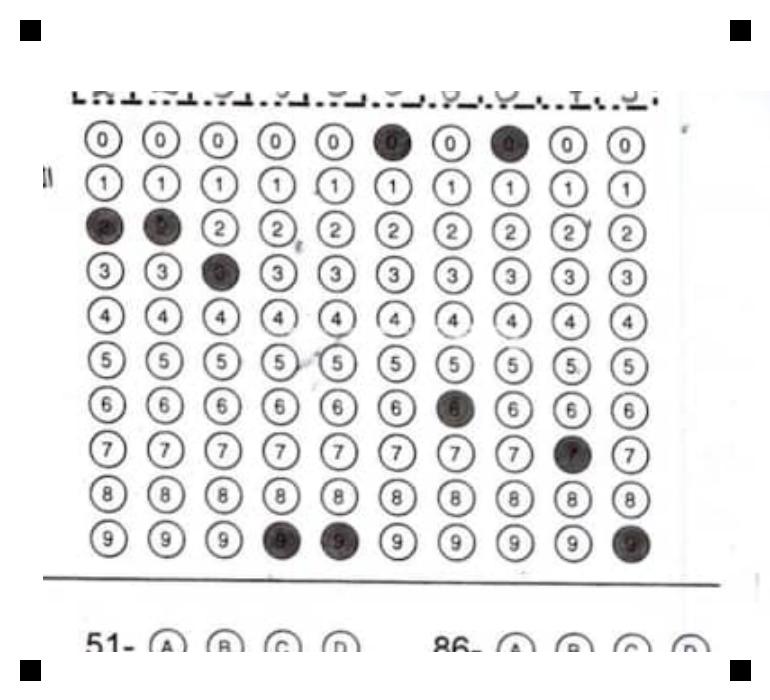 0 0 0 0 0 0 0 0 0 0
1 1 1 1 1 1 1 1 1 1
2 2 2 2 2 2 2 2 2 2
3 3 3 3 3 3 3 3 3 3
4 4 4 4 4 4 4 4 4 4
5 5 5 5 5 5 5 5 5 5
6 6 6 6 6 6 6 6 6 6
7 7 7 7 7 7 7 7 7 7
8 8 8 8 8 8 8 8 8 8
9 9 9 9 9 9 9 9 9 9
51- A B C D 86- A B C D